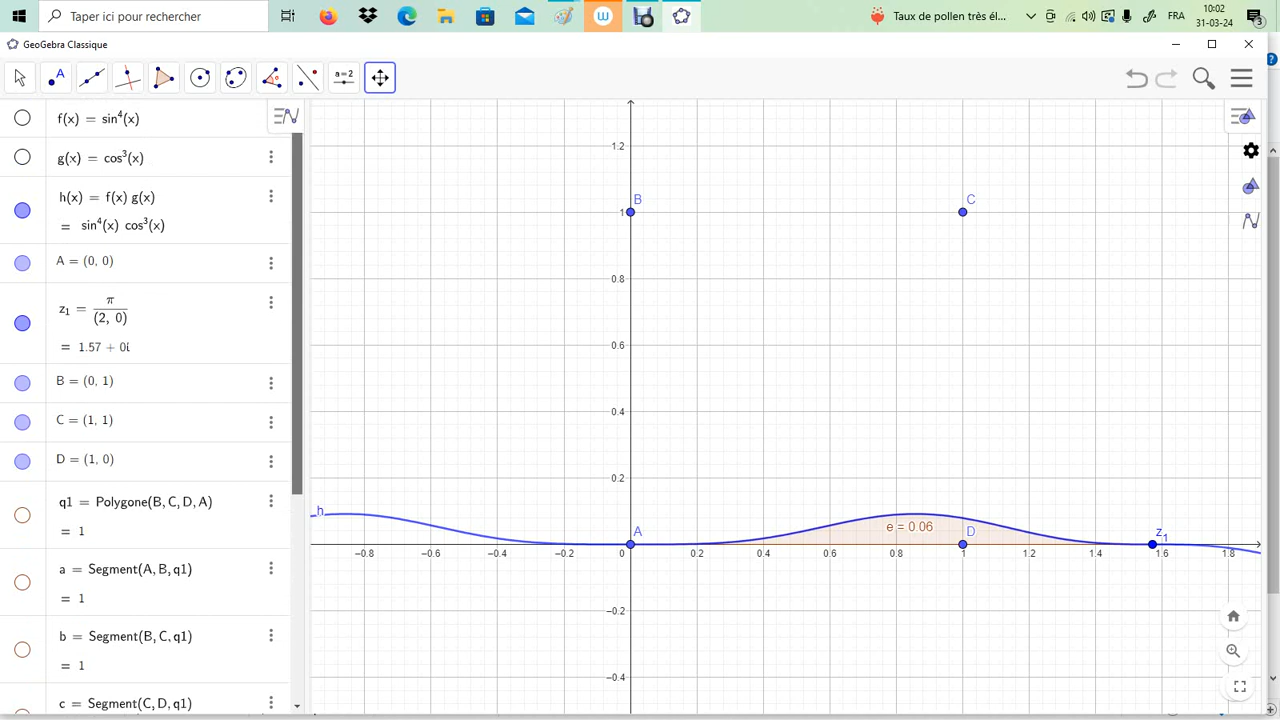 Taper ici pour rechercher
Taux de pollen très él...
FRA
10:02
31-03-24
3
GeoGebra Classique
A
a=2
f(x) = sin⁴(x)
g(x) = cos³(x)
h(x) = f(x) g(x)
= sin⁴(x) cos³(x)
A = (0, 0)
z₁ = π
(2, 0)
= 1.57 + 0i
B = (0, 1)
C = (1, 1)
D = (1, 0)
q1 = Polygone(B, C, D, A)
= 1
a = Segment(A, B, q1)
= 1
b = Segment(B, C, q1)
= 1
c = Segment(C, D, q1)
1.2
B
C
1
0.8
0.6
0.4
0.2
h
A
e = 0.06
D
z₁
−0.8 −0.6 −0.4 −0.2 0 0.2 0.4 0.6 0.8 1 1.2 1.4 1.6 1.8
−0.2
−0.4